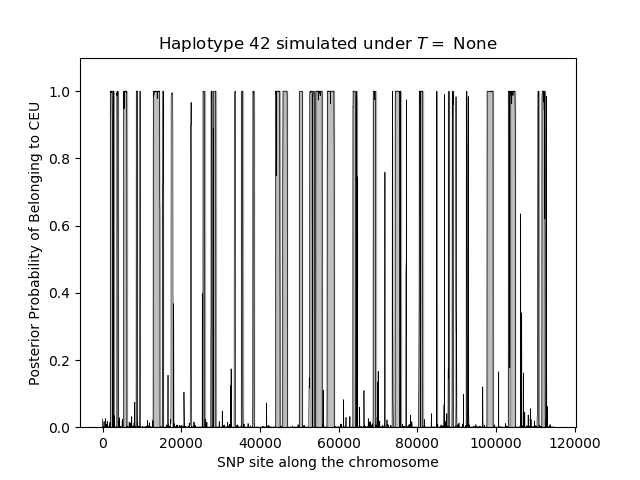 Haplotype 42 simulated under T = None
Posterior Probability of Belonging to CEU
1.0
0.8
0.6
0.4
0.2
0.0
0 20000 40000 60000 80000 100000 120000
SNP site along the chromosome